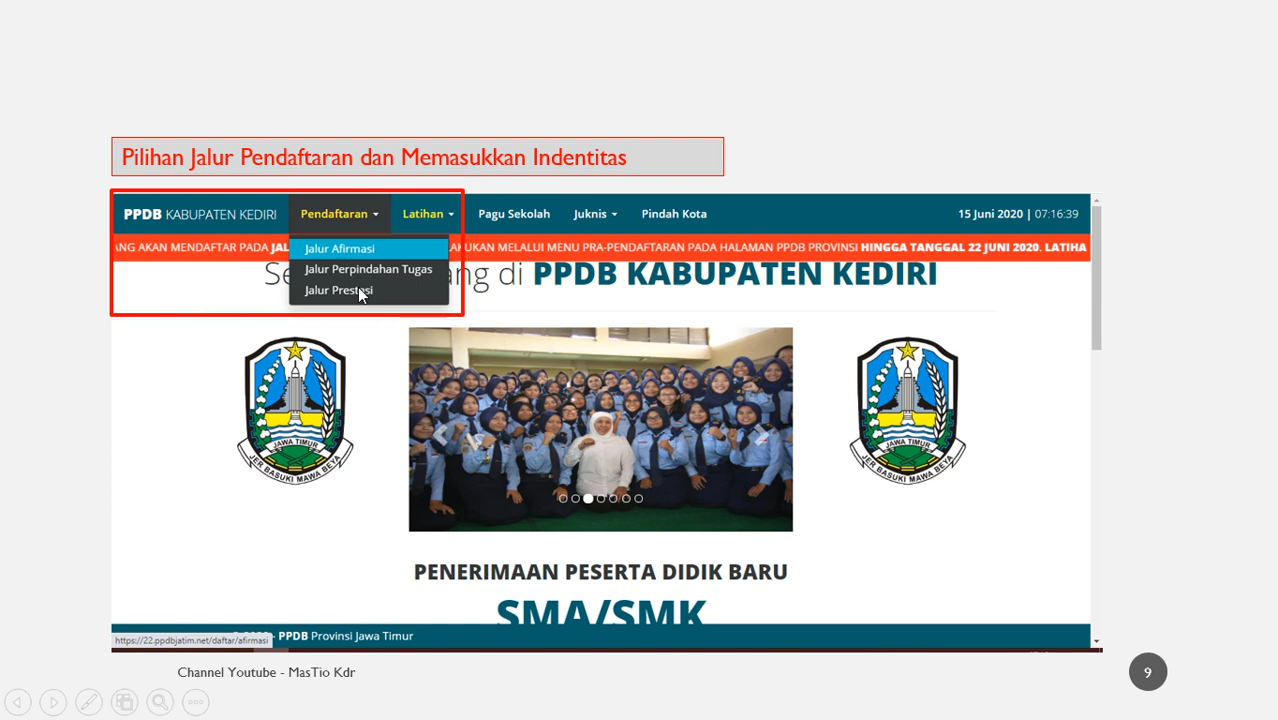 Pilihan Jalur Pendaftaran dan Memasukkan Indentitas
PPDB KABUPATEN KEDIRI Pendaftaran Latihan Pagu Sekolah Juknis Pindah Kota 15 Juni 2020 | 07:16:39
ANG AKAN MENDAFTAR PADA JAL KUKAN MELALUI MENU PRA-PENDAFTARAN PADA HALAMAN PPDB PROVINSI HINGGA TANGGAL 22 JUNI 2020. LATIHA
Jalur Afirmasi
Jalur Perpindahan Tugas
Jalur Prestasi
Se ng di PPDB KABUPATEN KEDIRI
JAWA TIMUR
JER BASUKI MAWA BEYA
JAWA TIMUR
JER BASUKI MAWA BEYA
PENERIMAAN PESERTA DIDIK BARU
SMA/SMK
PPDB Provinsi Jawa Timur
https://22.ppdbjatim.net/daftar/afirmasi
Channel Youtube - MasTio Kdr
9